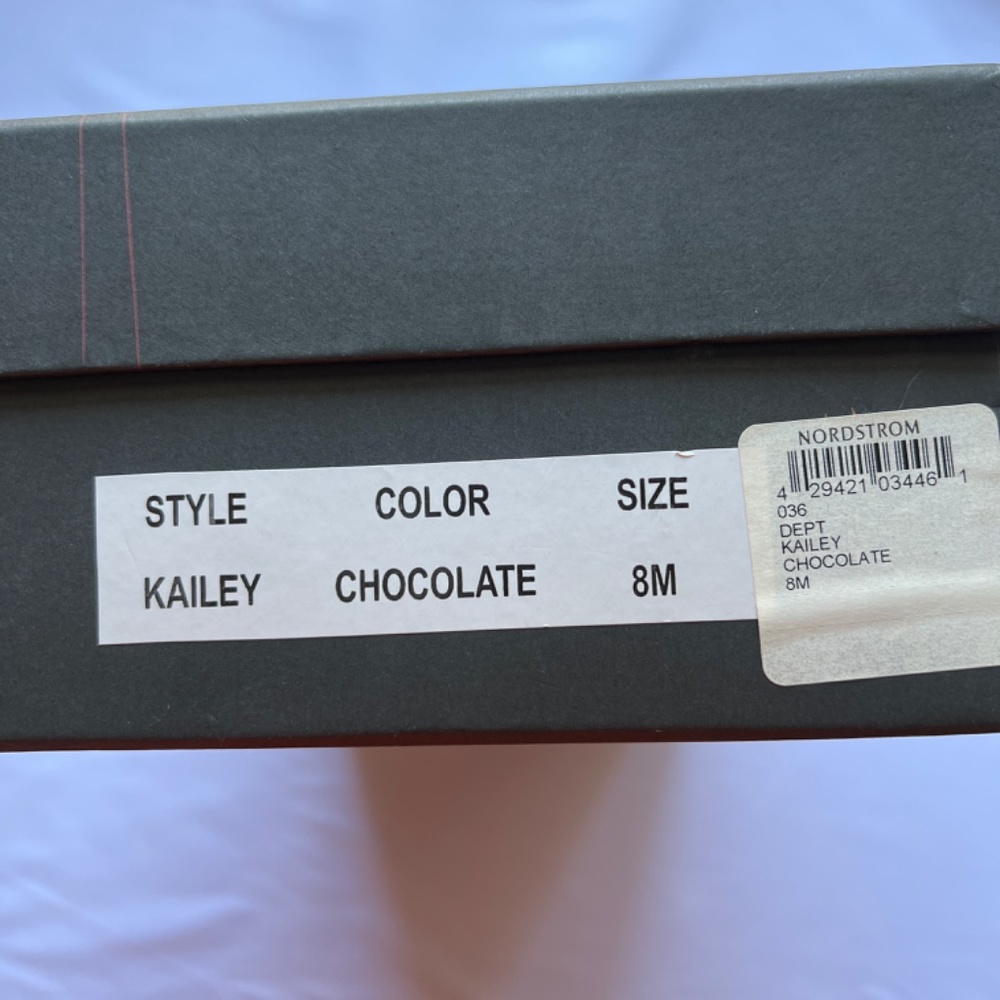 STYLE COLOR SIZE
KAILEY CHOCOLATE 8M
NORDSTROM
4 29421 03446 1
036
DEPT
KAILEY
CHOCOLATE
8M